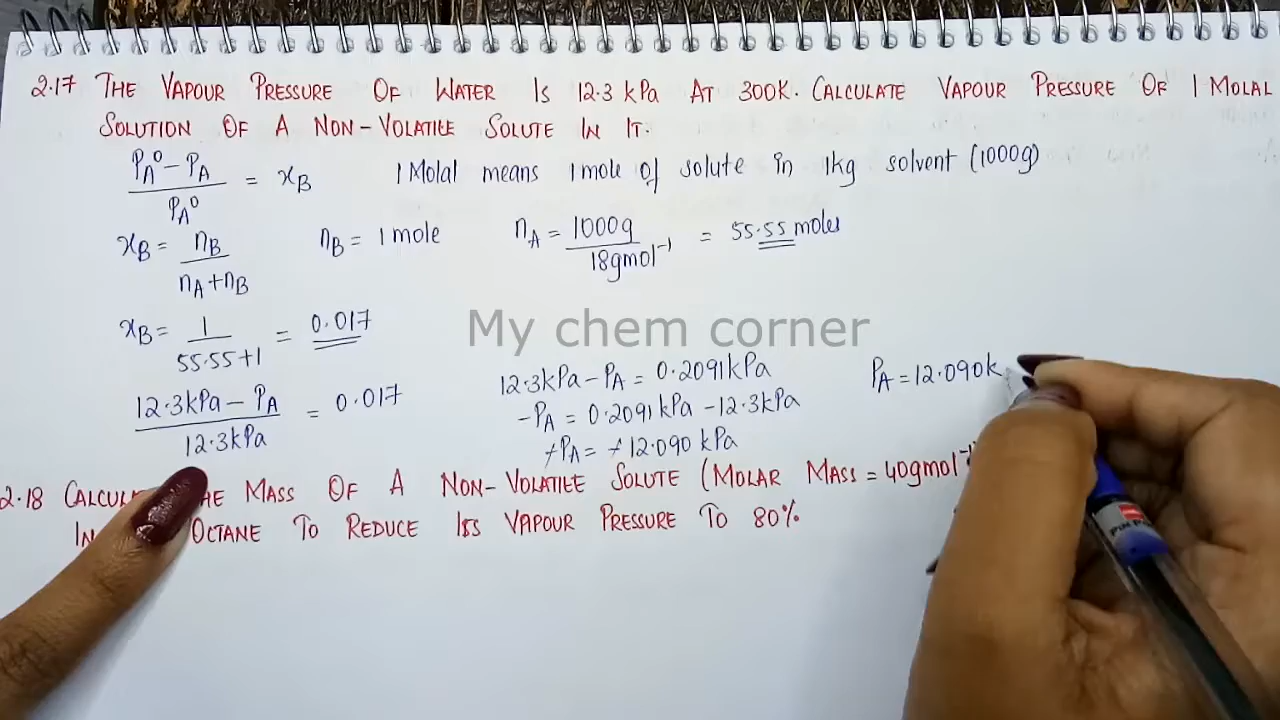 2.17 THE VAPOUR PRESSURE OF WATER IS 12.3 kPa AT 300K. CALCULATE VAPOUR PRESSURE OF 1 MOLAL
SOLUTION OF A NON-VOLATILE SOLUTE IN IT.
PA⁰ - PA / PA⁰ = xB 1 Molal means 1 mole of solute in 1kg solvent (1000g)
xB = nB / nA + nB nB = 1 mole nA = 1000g / 18gmol⁻¹ = 55.55 moles
xB = 1 / 55.55+1 = 0.017
My chem corner
12.3kPa - PA / 12.3kPa = 0.017
12.3kPa - PA = 0.2091kPa
-PA = 0.2091kPa - 12.3kPa
+PA = +12.090 kPa
PA = 12.090k
2.18 MASS OF A NON-VOLATILE SOLUTE (MOLAR MASS = 40gmol⁻¹
IN OCTANE TO REDUCE ITS VAPOUR PRESSURE TO 80%